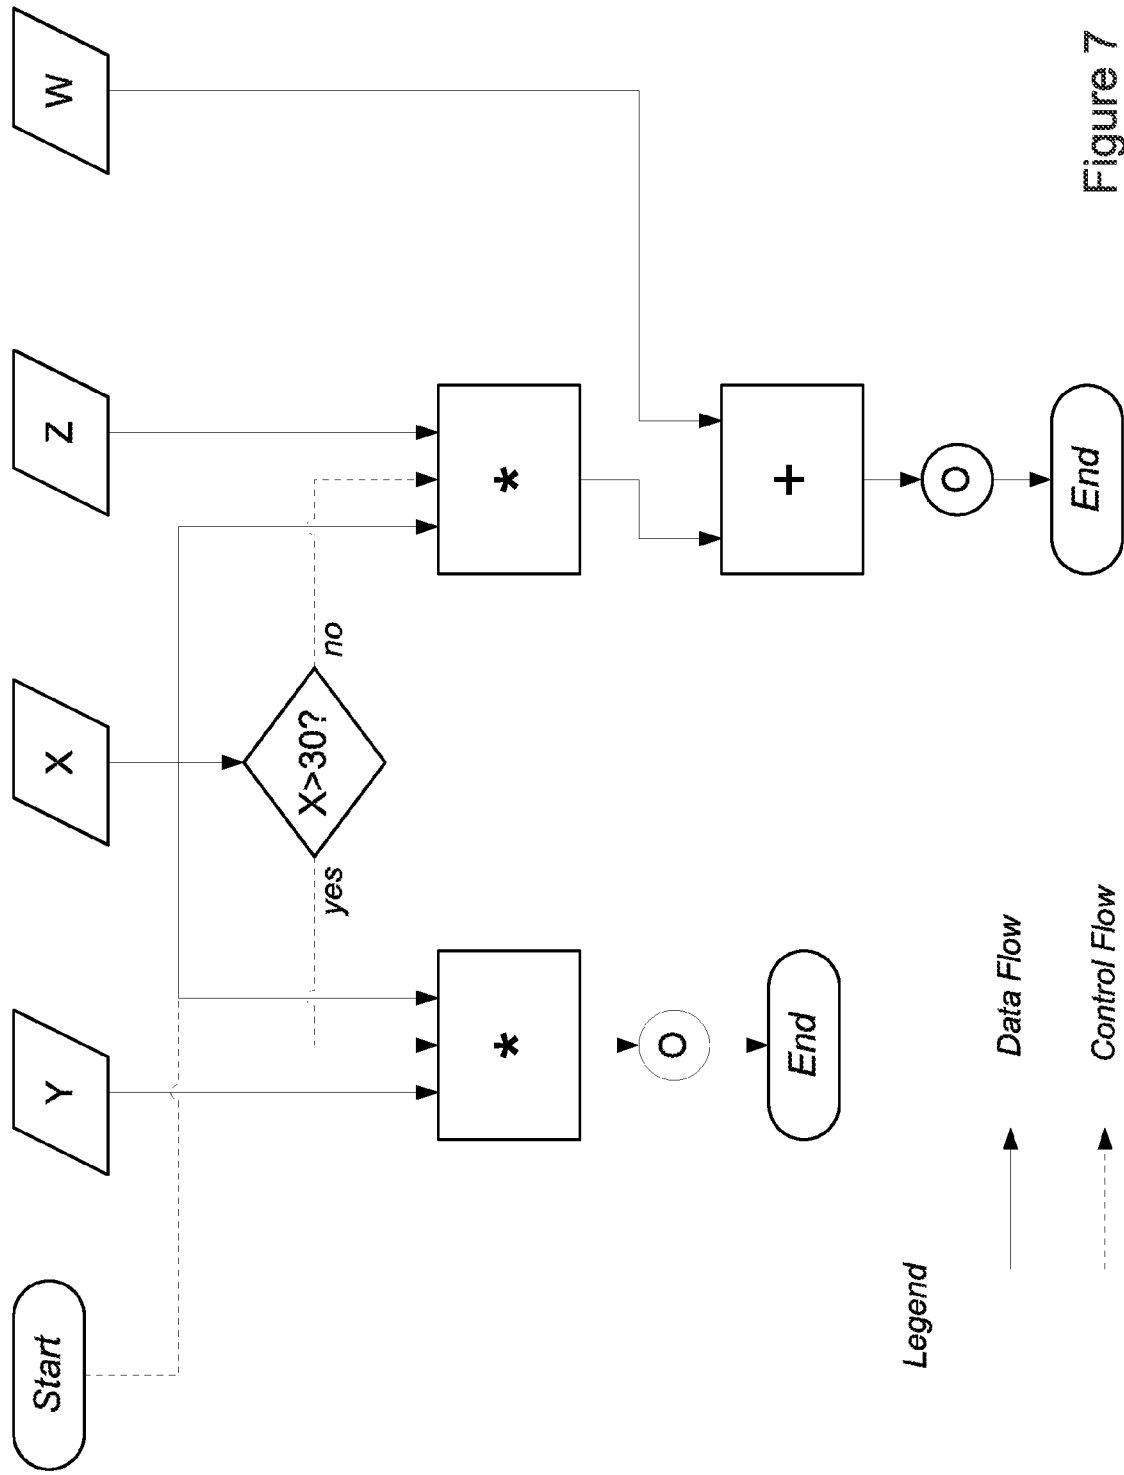 Start
Y
X
Z
W
X>30?
yes
no
*
*
+
O
O
End
End
Legend
Data Flow
Control Flow
Figure 7